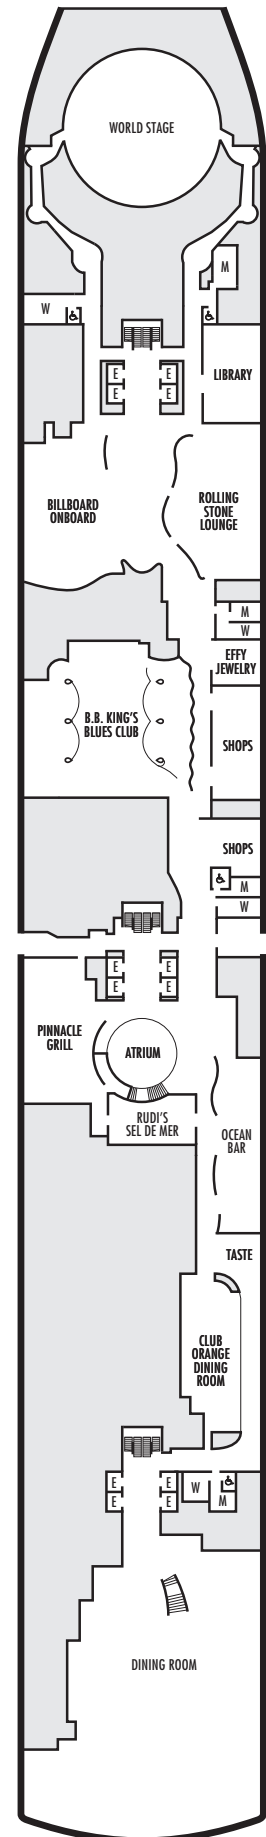 WORLD STAGE
M
W
E E
E E
LIBRARY
BILLBOARD
ONBOARD
ROLLING
STONE
LOUNGE
M
W
EFFY
JEWELRY
B.B. KING'S
BLUES CLUB
SHOPS
SHOPS
M
W
E E
E E
PINNACLE
GRILL
ATRIUM
RUDI'S
SEL DE MER
OCEAN
BAR
TASTE
CLUB
ORANGE
DINING
ROOM
E E
E E
W
M
DINING ROOM